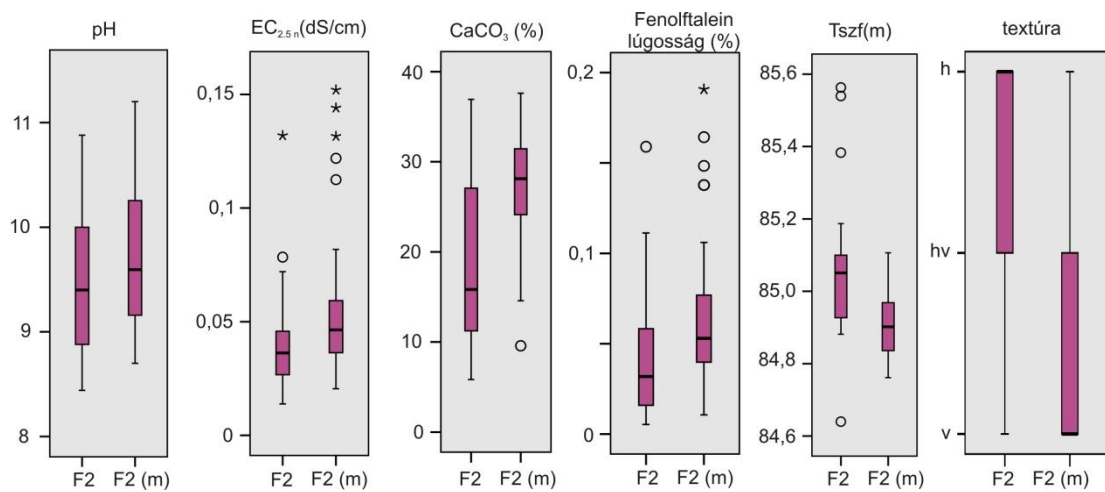 pH
11
10
9
8
F2 F2 (m)
EC2.5 n(dS/cm)
0,15
0,1
0,05
0
F2 F2 (m)
CaCO3 (%)
40
30
20
10
0
F2 F2 (m)
Fenolftalein
lúgosság (%)
0,2
0,1
0
F2 F2 (m)
Tszf(m)
85,6
85,4
85,2
85,0
84,8
84,6
F2 F2 (m)
textúra
h
hv
v
F2 F2 (m)